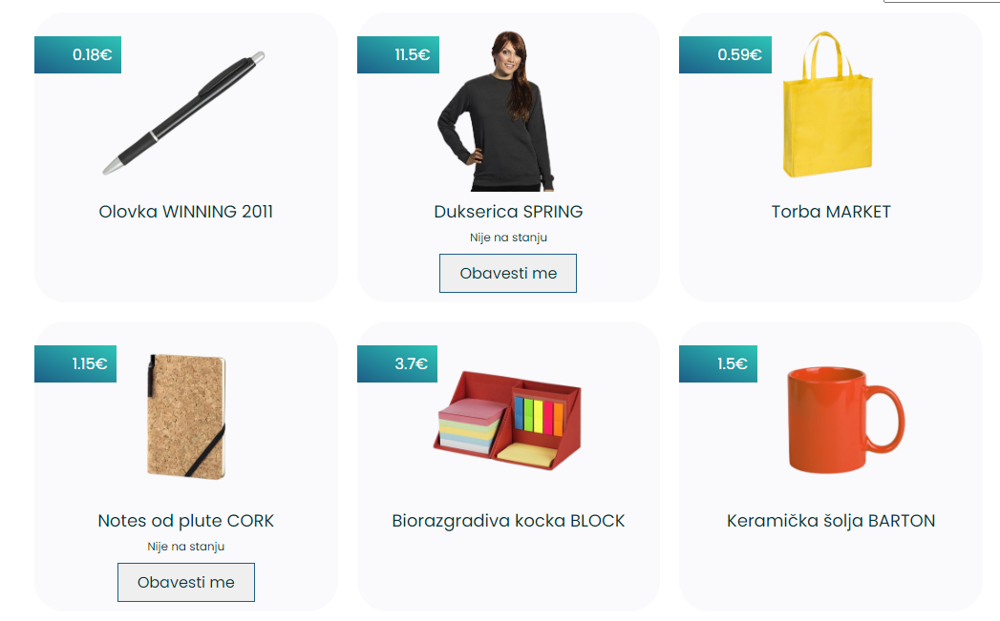 0.18€
Olovka WINNING 2011
11.5€
Dukserica SPRING
Nije na stanju
Obavesti me
0.59€
Torba MARKET
1.15€
Notes od plute CORK
Nije na stanju
Obavesti me
3.7€
Biorazgradiva kocka BLOCK
1.5€
Keramička šolja BARTON